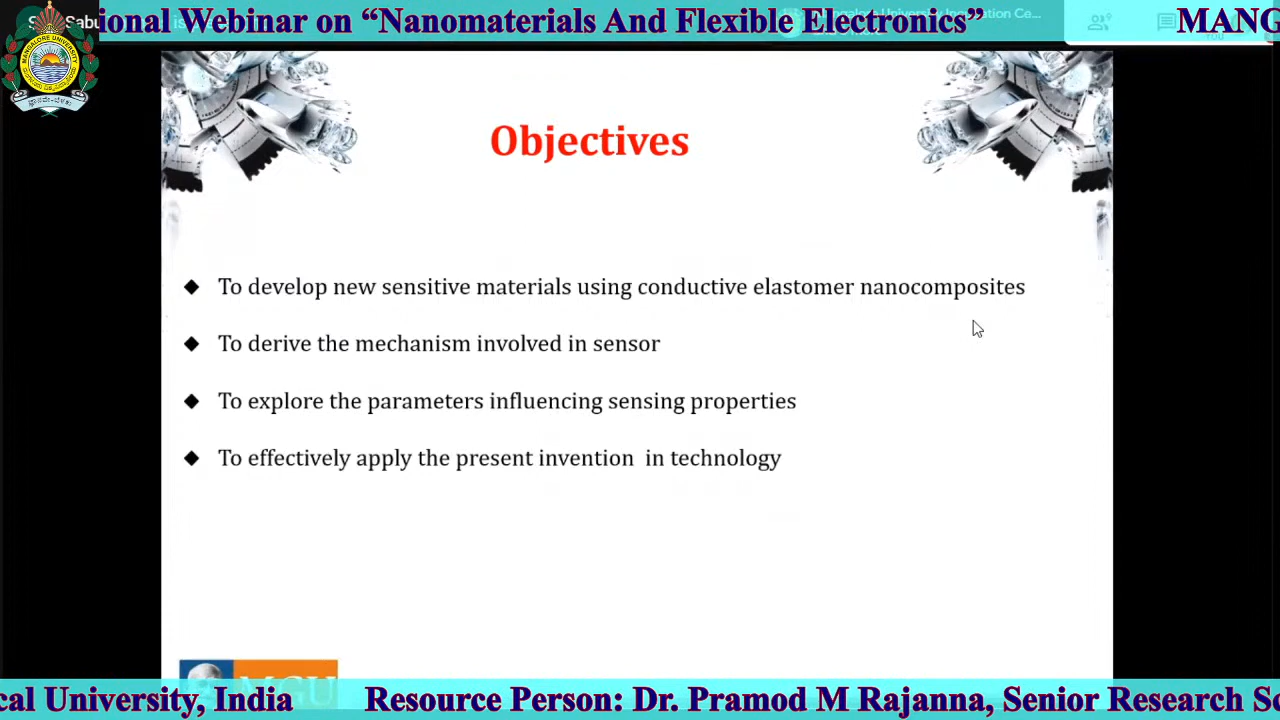 ional Webinar on “Nanomaterials And Flexible Electronics”
MANG
Sabu
Objectives
To develop new sensitive materials using conductive elastomer nanocomposites
To derive the mechanism involved in sensor
To explore the parameters influencing sensing properties
To effectively apply the present invention in technology
MGU
cal University, India Resource Person: Dr. Pramod M Rajanna, Senior Research Sc